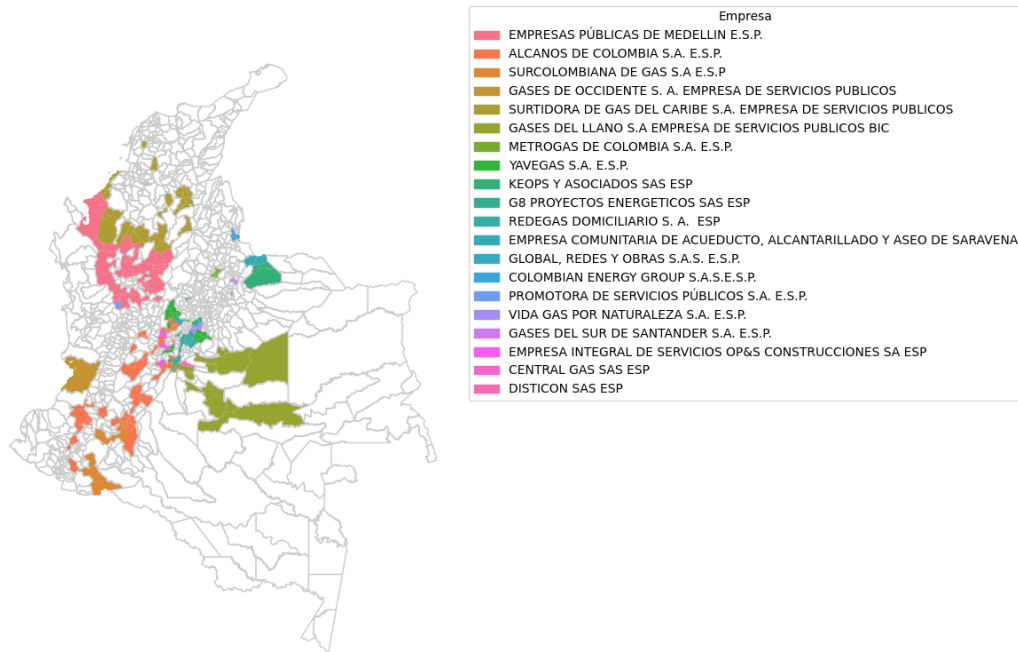 Empresa
EMPRESAS PÚBLICAS DE MEDELLIN E.S.P.
ALCANOS DE COLOMBIA S.A. E.S.P.
SURCOLOMBIANA DE GAS S.A E.S.P
GASES DE OCCIDENTE S. A. EMPRESA DE SERVICIOS PUBLICOS
SURTIDORA DE GAS DEL CARIBE S.A. EMPRESA DE SERVICIOS PUBLICOS
GASES DEL LLANO S.A EMPRESA DE SERVICIOS PUBLICOS BIC
METROGAS DE COLOMBIA S.A. E.S.P.
YAVEGAS S.A. E.S.P.
KEOPS Y ASOCIADOS SAS ESP
G8 PROYECTOS ENERGETICOS SAS ESP
REDEGAS DOMICILIARIO S. A.  ESP
EMPRESA COMUNITARIA DE ACUEDUCTO, ALCANTARILLADO Y ASEO DE SARAVENA
GLOBAL, REDES Y OBRAS S.A.S. E.S.P.
COLOMBIAN ENERGY GROUP S.A.S.E.S.P.
PROMOTORA DE SERVICIOS PÚBLICOS S.A. E.S.P.
VIDA GAS POR NATURALEZA S.A. E.S.P.
GASES DEL SUR DE SANTANDER S.A. E.S.P.
EMPRESA INTEGRAL DE SERVICIOS OP&S CONSTRUCCIONES SA ESP
CENTRAL GAS SAS ESP
DISTICON SAS ESP